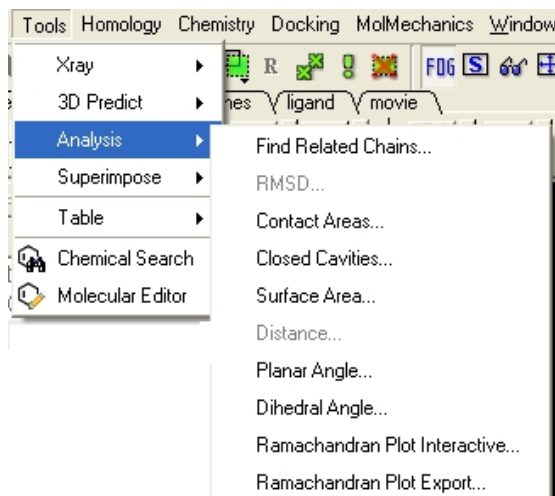 Tools Homology Chemistry Docking MolMechanics Window
Xray
R
FOG S
3D Predict
hes ligand movie
Analysis
Find Related Chains...
Superimpose
RMSD...
Table
Contact Areas...
Chemical Search
Closed Cavities...
Molecular Editor
Surface Area...
Distance...
Planar Angle...
Dihedral Angle...
Ramachandran Plot Interactive...
Ramachandran Plot Export...